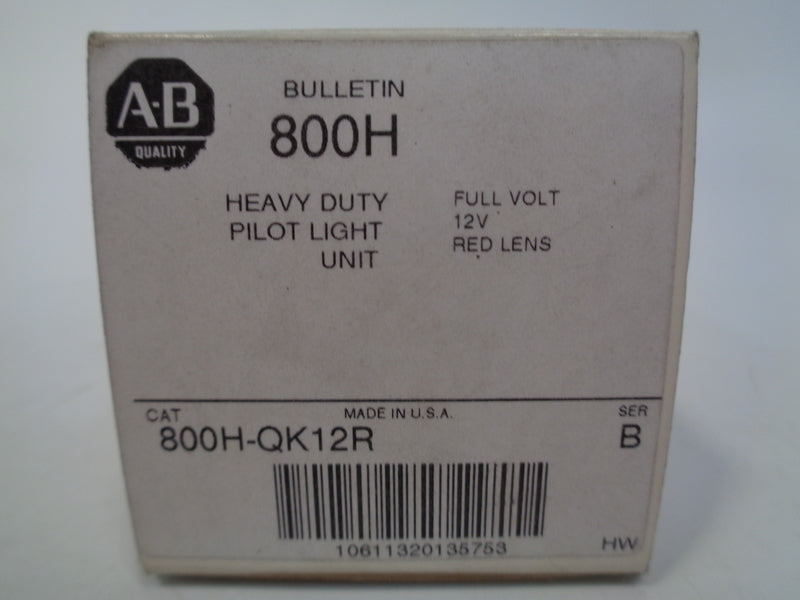 A-B
QUALITY
BULLETIN
800H
HEAVY DUTY
PILOT LIGHT
UNIT
FULL VOLT
12V
RED LENS
CAT
MADE IN U.S.A.
SER
800H-QK12R
B
10611320135753
HW